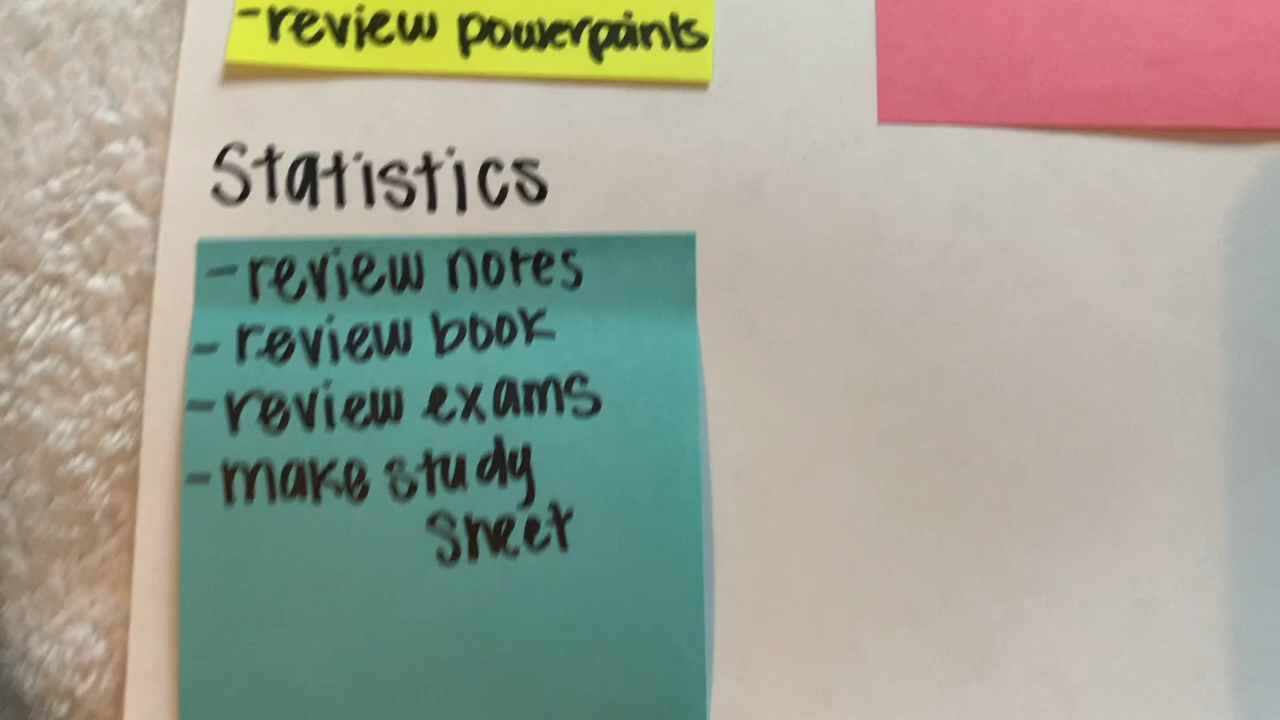 -review powerpoints
Statistics
-review notes
-review book
-review exams
-make study
sheet